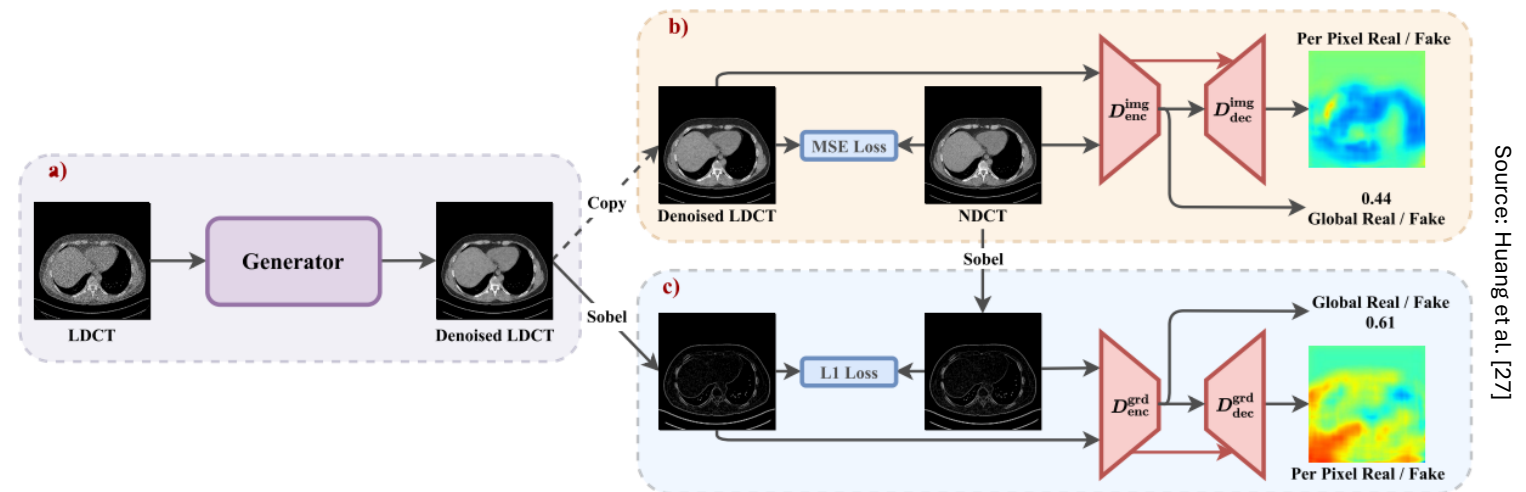 a)
LDCT
Generator
Denoised LDCT
Copy
Sobel
b)
Denoised LDCT
MSE Loss
NDCT
D_enc^img
D_dec^img
Per Pixel Real / Fake
0.44
Global Real / Fake
Sobel
c)
L1 Loss
D_enc^grd
D_dec^grd
Global Real / Fake
0.61
Per Pixel Real / Fake
Source: Huang et al. [27]